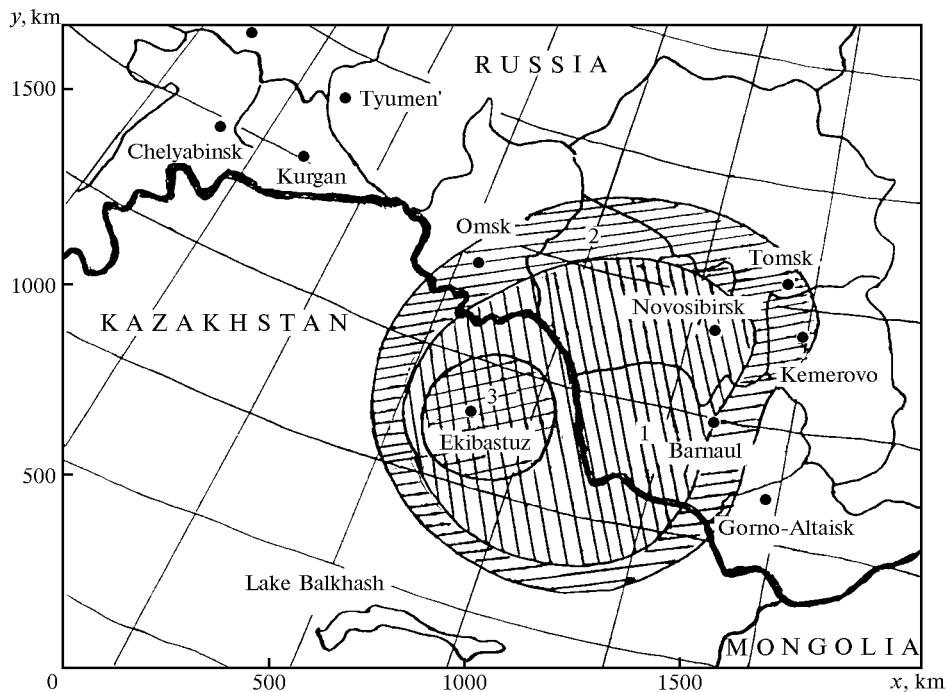 y, km
RUSSIA
1500
Tyumen'
Chelyabinsk
Kurgan
Omsk
2
Tomsk
1000
Novosibirsk
KAZAKHSTAN
Kemerovo
3
Ekibastuz
1
Barnaul
500
Gorno-Altaisk
Lake Balkhash
MONGOLIA
0
500
1000
1500
x, km